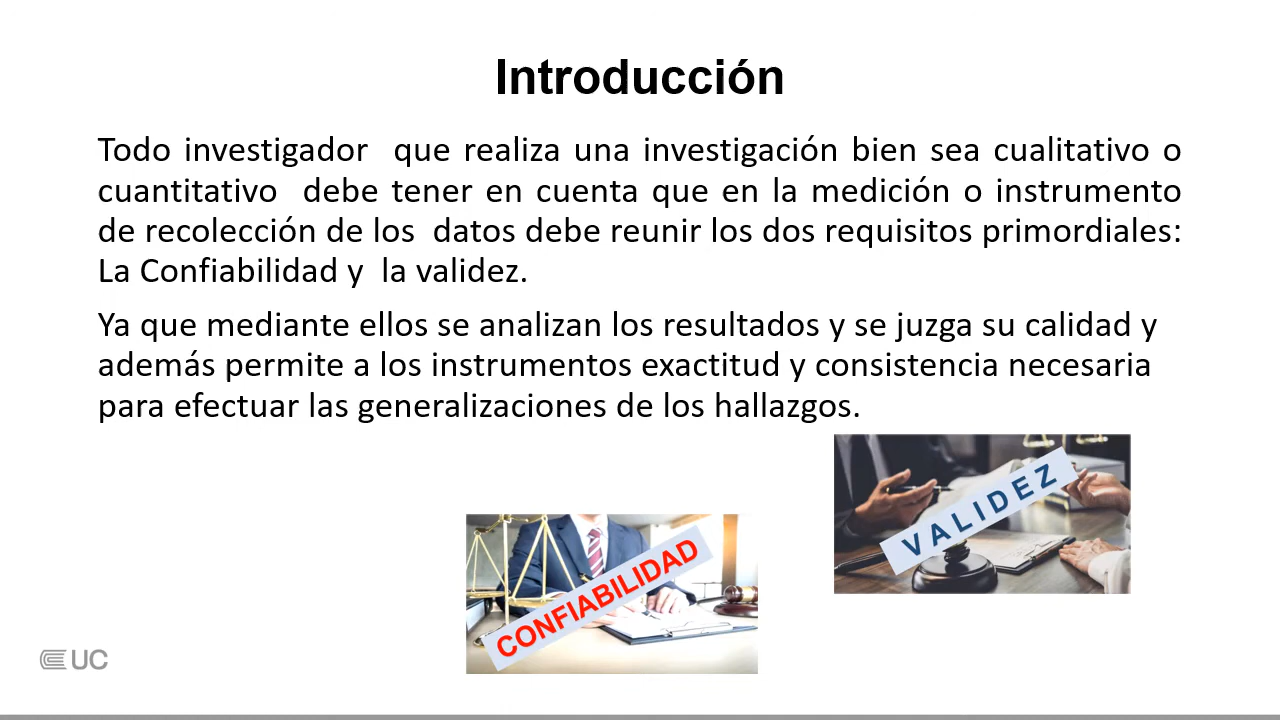 Introducción
Todo investigador que realiza una investigación bien sea cualitativo o
cuantitativo debe tener en cuenta que en la medición o instrumento
de recolección de los datos debe reunir los dos requisitos primordiales:
La Confiabilidad y la validez.
Ya que mediante ellos se analizan los resultados y se juzga su calidad y
además permite a los instrumentos exactitud y consistencia necesaria
para efectuar las generalizaciones de los hallazgos.
VALIDEZ
CONFIABILIDAD
UC